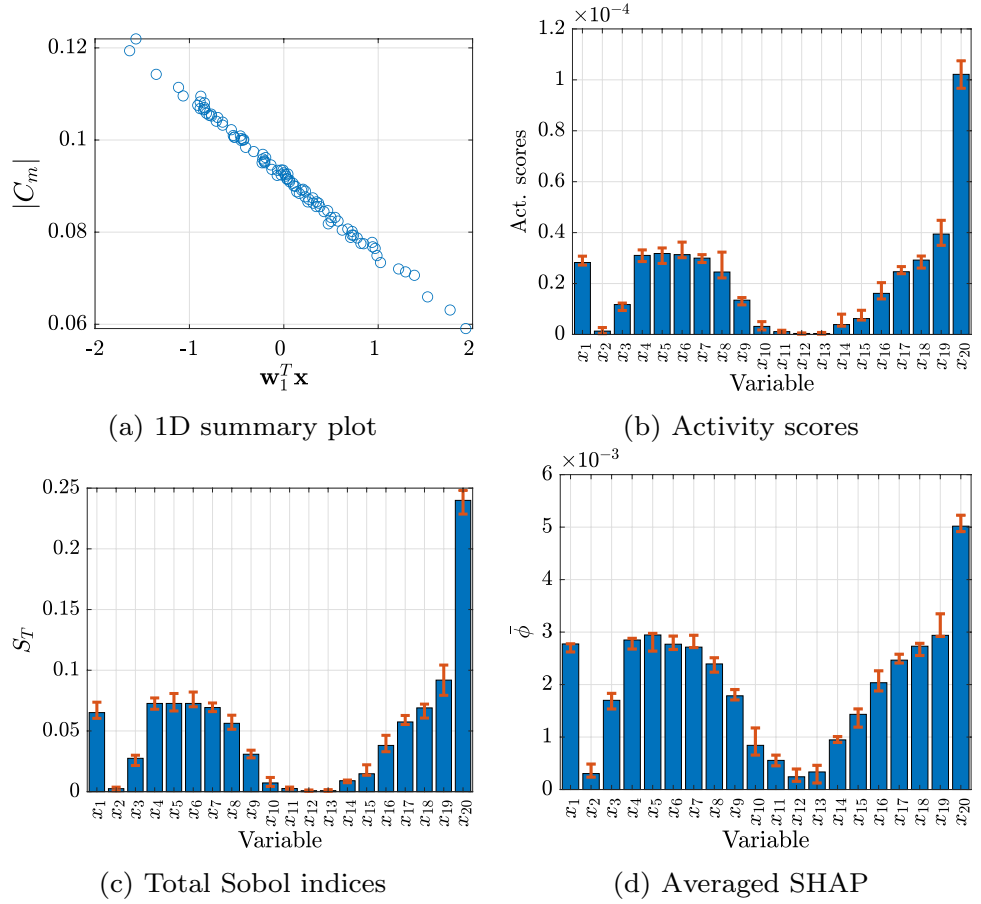 0.12
0.1
0.08
0.06
|C_m|
-2 -1 0 1 2
w_1^T x
(a) 1D summary plot
×10^-4
1.2
1
0.8
0.6
0.4
0.2
0
Act. scores
x_1 x_2 x_3 x_4 x_5 x_6 x_7 x_8 x_9 x_10 x_11 x_12 x_13 x_14 x_15 x_16 x_17 x_18 x_19 x_20
Variable
(b) Activity scores
0.25
0.2
0.15
0.1
0.05
0
S_T
x_1 x_2 x_3 x_4 x_5 x_6 x_7 x_8 x_9 x_10 x_11 x_12 x_13 x_14 x_15 x_16 x_17 x_18 x_19 x_20
Variable
(c) Total Sobol indices
×10^-3
6
5
4
3
2
1
0
ϕ̄
x_1 x_2 x_3 x_4 x_5 x_6 x_7 x_8 x_9 x_10 x_11 x_12 x_13 x_14 x_15 x_16 x_17 x_18 x_19 x_20
Variable
(d) Averaged SHAP